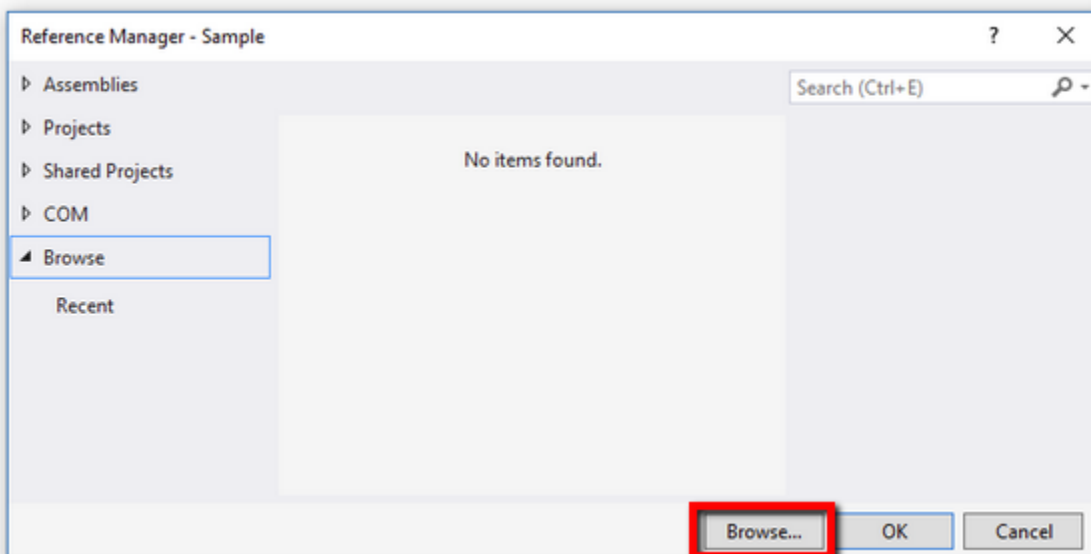 Reference Manager - Sample
?
Assemblies
Search (Ctrl+E)
Projects
No items found.
Shared Projects
COM
Browse
Recent
Browse...
OK
Cancel